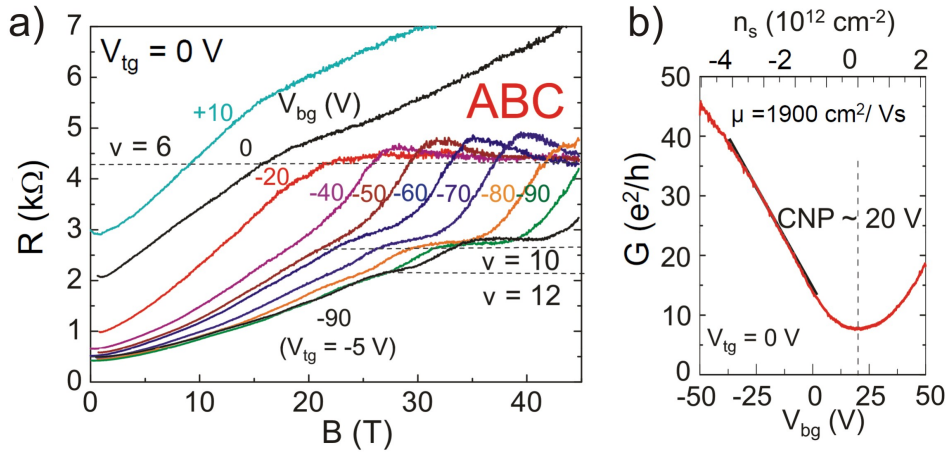 a)
V_tg = 0 V
+10
V_bg (V)
ABC
ν = 6
0
-20
-40
-50
-60
-70
-80
-90
ν = 10
ν = 12
-90
(V_tg = -5 V)
R (kΩ)
7
6
5
4
3
2
1
0
0
10
20
30
40
B (T)
b)
n_s (10^12 cm^-2)
-4
-2
0
2
μ =1900 cm²/ Vs
CNP ~ 20 V
V_tg = 0 V
G (e²/h)
50
40
30
20
10
0
-50
-25
0
25
50
V_bg (V)